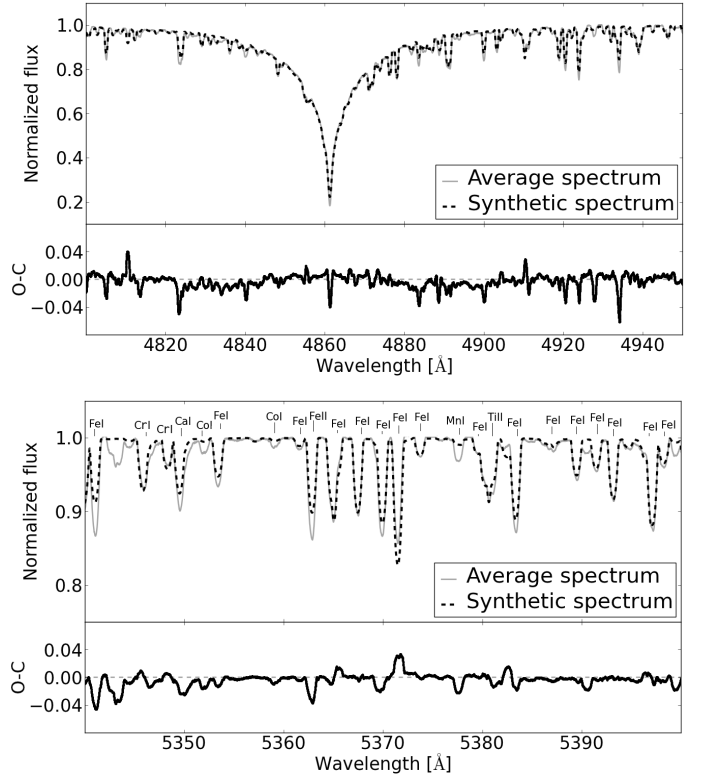 1.0
0.8
0.6
0.4
0.2
Normalized flux
Average spectrum
Synthetic spectrum
0.04
0.00
−0.04
O-C
4820 4840 4860 4880 4900 4920 4940
Wavelength [Å]
FeI CrI CrI CaI CoI FeI CoI FeI FeII FeI FeI FeI FeI FeI MnI FeI TiII FeI FeI FeI FeI FeI FeI FeI
1.0
0.9
0.8
Normalized flux
Average spectrum
Synthetic spectrum
0.04
0.00
−0.04
O-C
5350 5360 5370 5380 5390
Wavelength [Å]